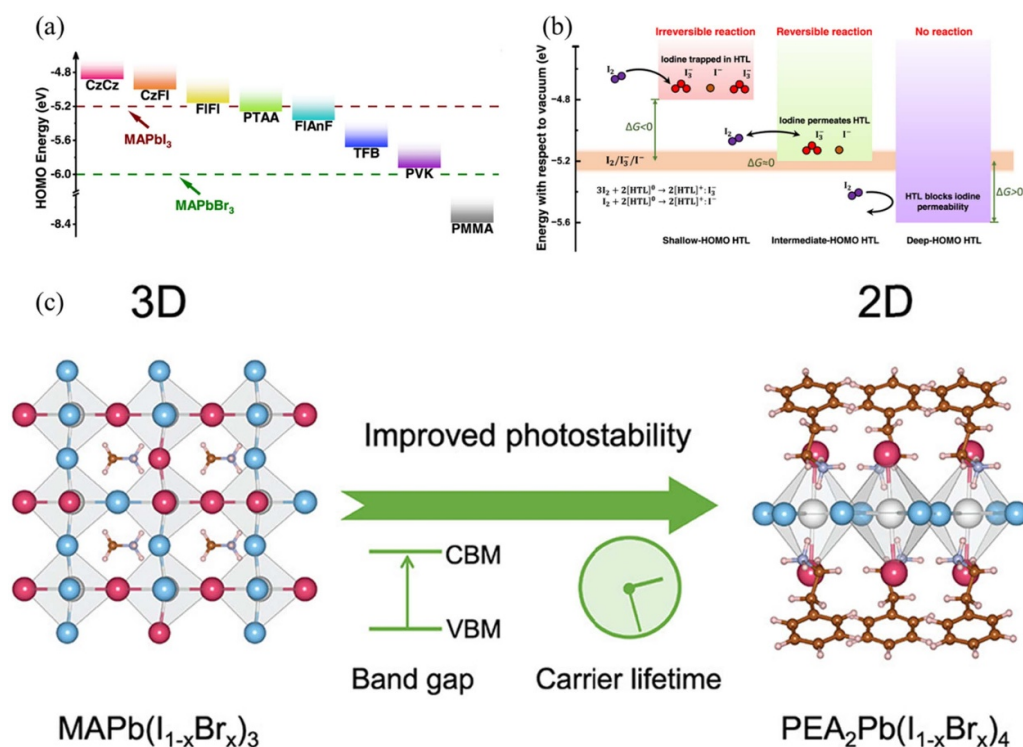 (a)
HOMO Energy (eV)
-4.8
-5.2
-5.6
-6.0
-8.4
CzCz
CzFl
FlFl
PTAA
FlAnF
TFB
PVK
PMMA
MAPbI₃
MAPbBr₃
(b)
Irreversible reaction
Reversible reaction
No reaction
Energy with respect to vacuum (eV)
-4.8
-5.2
-5.6
Iodine trapped in HTL
I₂
I₃⁻
I⁻
I₃⁻
ΔG<0
Iodine permeates HTL
I₂
I₃⁻
I⁻
I₂/I₃⁻/I⁻
ΔG≈0
ΔG>0
3I₂ + 2[HTL]⁰ → 2[HTL]⁺: I₃⁻
I₂ + 2[HTL]⁰ → 2[HTL]⁺: I⁻
I₂
HTL blocks iodine
permeability
Shallow-HOMO HTL
Intermediate-HOMO HTL
Deep-HOMO HTL
(c)
3D
2D
Improved photostability
CBM
VBM
Band gap
Carrier lifetime
MAPb(I₁₋ₓBrₓ)₃
PEA₂Pb(I₁₋ₓBrₓ)₄